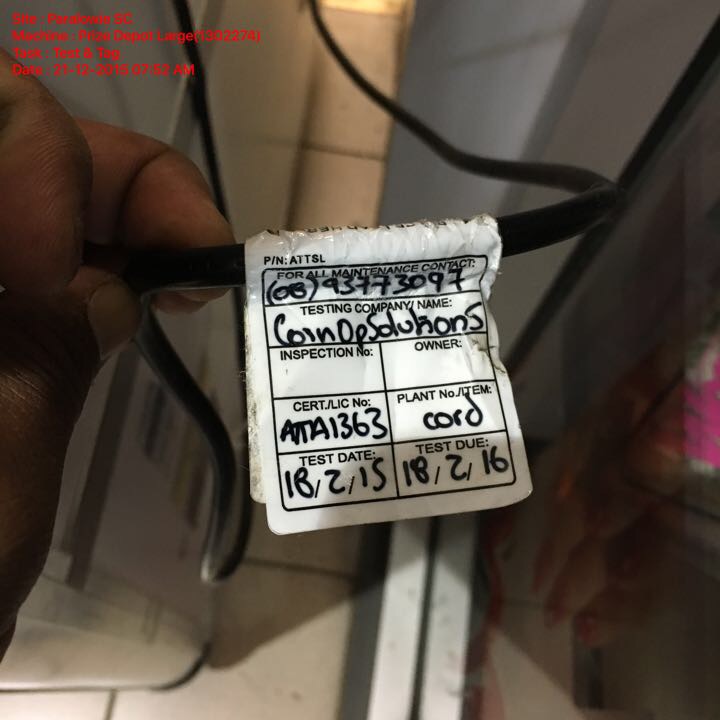 Site : Paralowie SC
Machine : Prize Depot Large(1302274)
Task : Test & Tag
Date : 21-12-2015 07:52 AM
P/N: ATTSL
FOR ALL MAINTENANCE CONTACT:
(08) 93773097
TESTING COMPANY/ NAME:
CoinOpSolutions
INSPECTION No: OWNER:
CERT./LIC No: PLANT No./ITEM:
ATTA1363 cord
TEST DATE: TEST DUE:
18/2/15 18/2/16